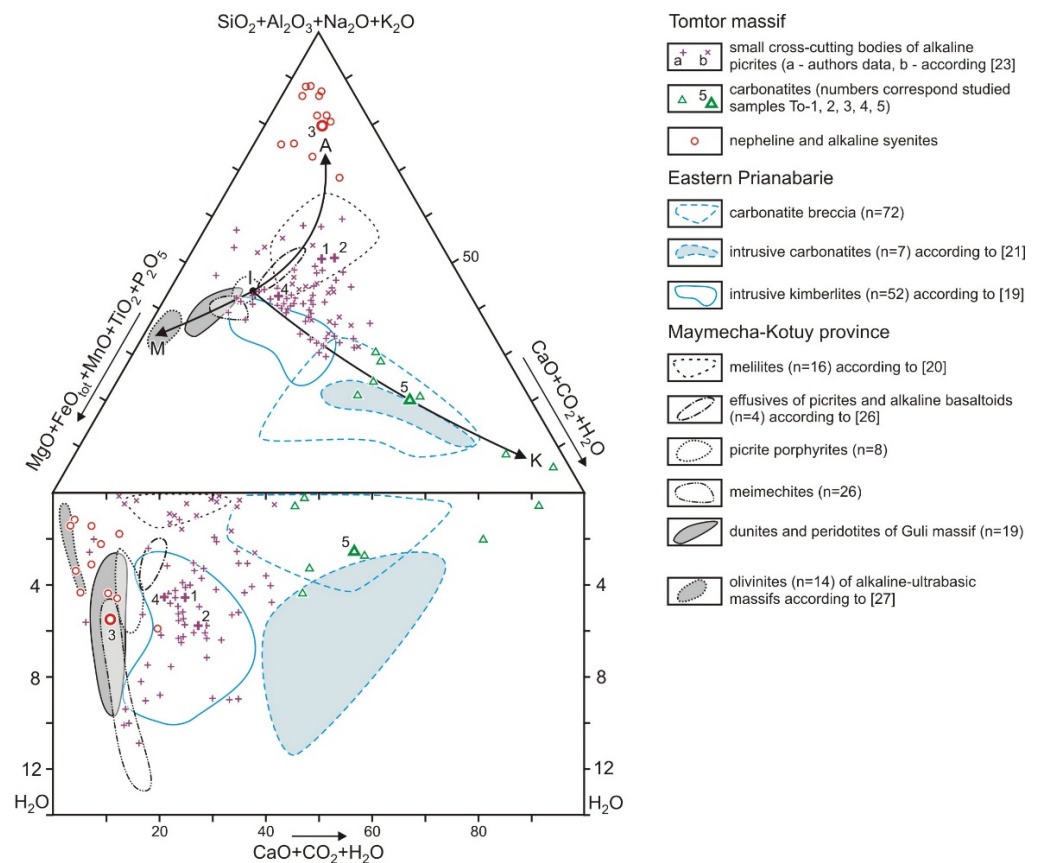 SiO2+Al2O3+Na2O+K2O
3
A
1
2
50
I
4
M
MgO+FeOtot+MnO+TiO2+P2O5
CaO+CO2+H2O
5
K
5
4
4
4
1
2
3
8
8
12
12
H2O
H2O
20
40
60
80
CaO+CO2+H2O
Tomtor massif
a b small cross-cutting bodies of alkaline
picrites (a - authors data, b - according [23]
5 carbonatites (numbers correspond studied
samples To-1, 2, 3, 4, 5)
nepheline and alkaline syenites
Eastern Prianabarie
carbonatite breccia (n=72)
intrusive carbonatites (n=7) according to [21]
intrusive kimberlites (n=52) according to [19]
Maymecha-Kotuy province
melilites (n=16) according to [20]
effusives of picrites and alkaline basaltoids
(n=4) according to [26]
picrite porphyrites (n=8)
meimechites (n=26)
dunites and peridotites of Guli massif (n=19)
olivinites (n=14) of alkaline-ultrabasic
massifs according to [27]